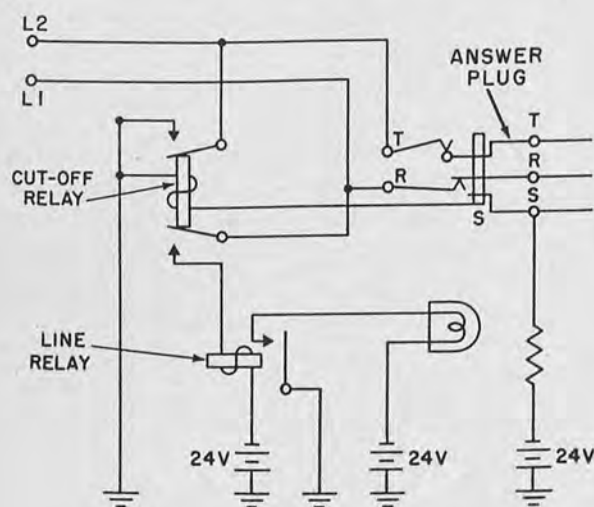 L2
L1
ANSWER
PLUG
T
T
R
R
S
S
CUT-OFF
RELAY
LINE
RELAY
24V
24V
24V